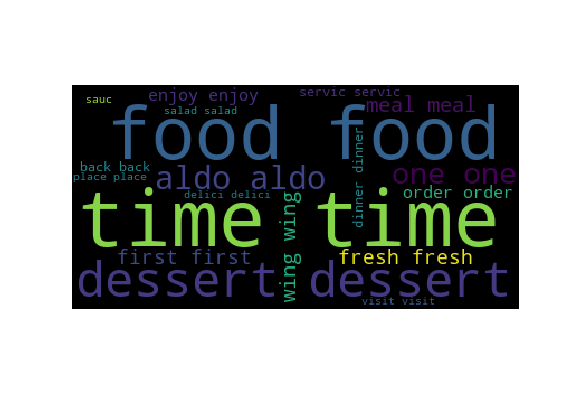 sauc
enjoy enjoy
servic servic
salad salad
meal meal
food food
back back
place place
aldo aldo
dinner dinner
one one
delici delici
order order
time time
wing wing
first first
fresh fresh
dessert dessert
visit visit